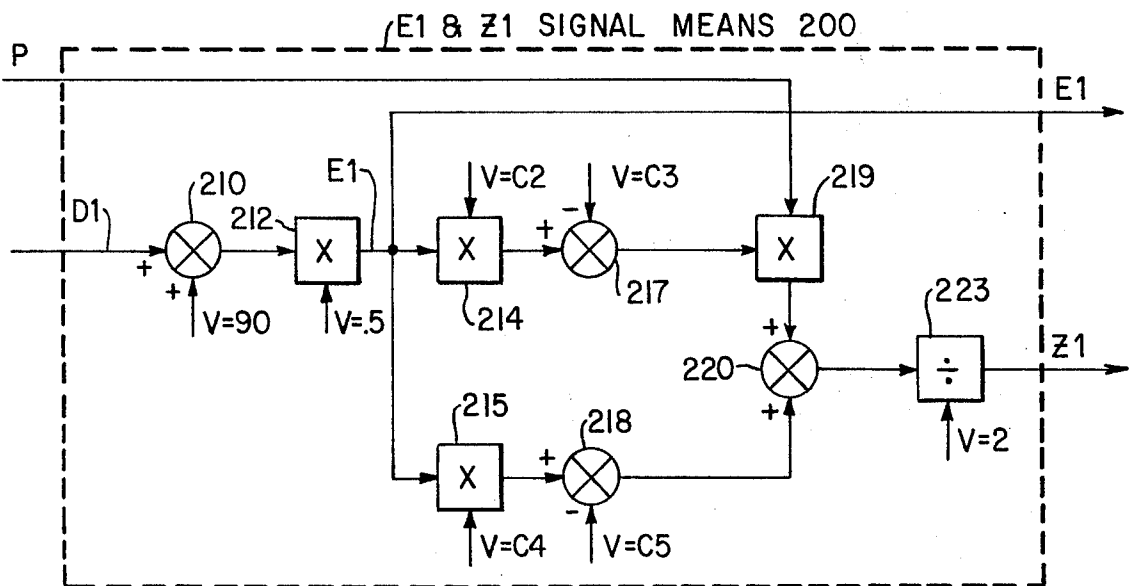 E1 & Z1 SIGNAL MEANS 200
P
E1
D1
210
212
E1
V=C2
V=C3
219
+
+
X
X
+
-
X
V=90
V=.5
214
217
223
+
220
+
÷
Z1
V=2
215
218
X
+
-
V=C4
V=C5